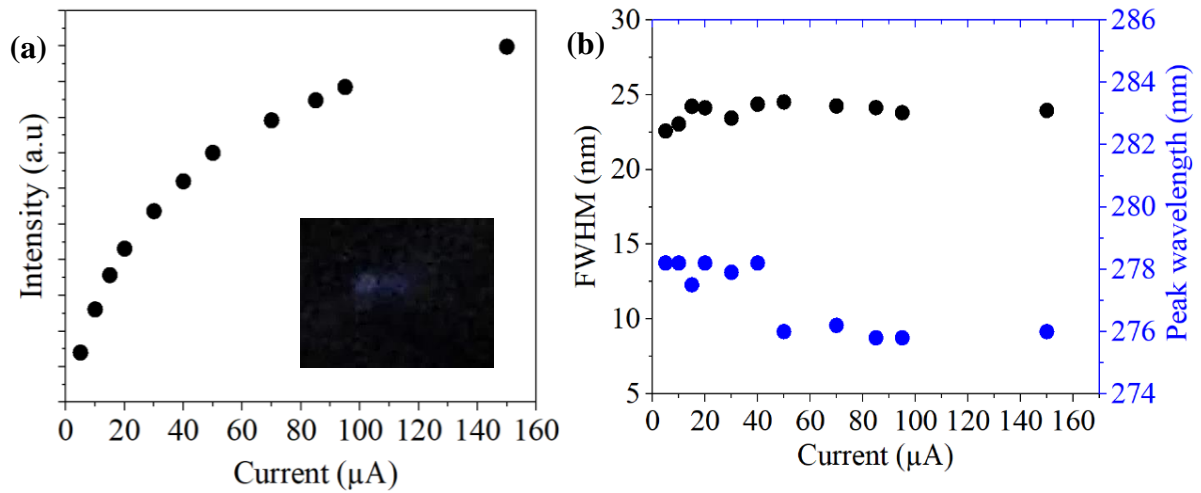 (a)
Intensity (a.u)
0 20 40 60 80 100 120 140 160
Current (µA)
(b)
30
25
20
15
10
5
FWHM (nm)
286
284
282
280
278
276
274
Peak wavelength (nm)
0 20 40 60 80 100 120 140 160
Current (µA)